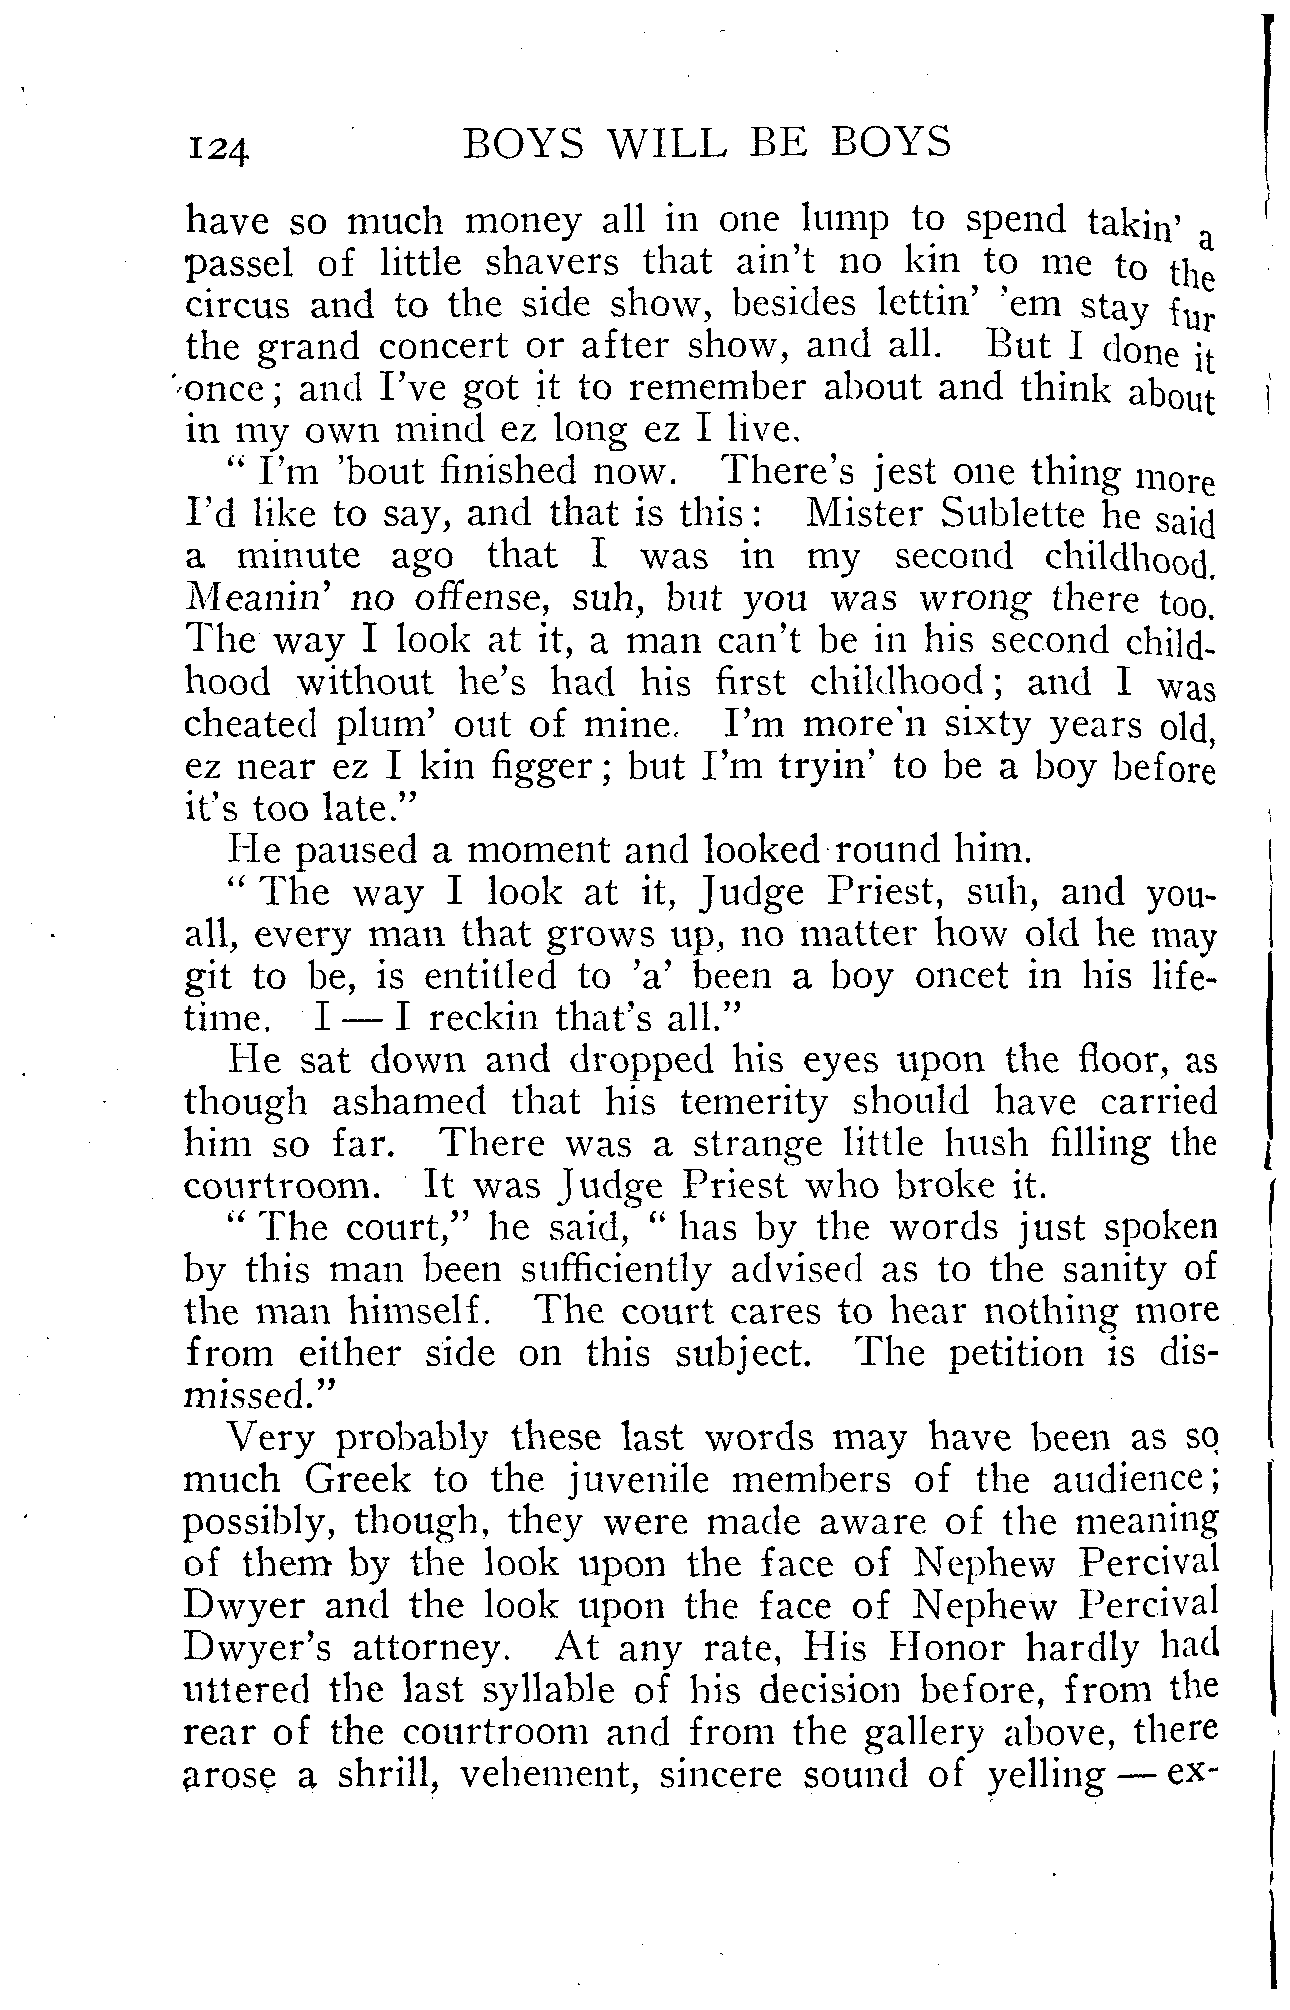 124 BOYS WILL BE BOYS
have so much money all in one lump to spend takin' a
passel of little shavers that ain't no kin to me to the
circus and to the side show, besides lettin' 'em stay fur
the grand concert or after show, and all. But I done it
once; and I've got it to remember about and think about
in my own mind ez long ez I live.
" I'm 'bout finished now. There's jest one thing more
I'd like to say, and that is this: Mister Sublette he said
a minute ago that I was in my second childhood.
Meanin' no offense, suh, but you was wrong there too.
The way I look at it, a man can't be in his second child-
hood without he's had his first childhood; and I was
cheated plum' out of mine. I'm more'n sixty years old,
ez near ez I kin figger; but I'm tryin' to be a boy before
it's too late."
He paused a moment and looked round him.
" The way I look at it, Judge Priest, suh, and you-
all, every man that grows up, no matter how old he may
git to be, is entitled to 'a' been a boy oncet in his life-
time. I — I reckin that's all."
He sat down and dropped his eyes upon the floor, as
though ashamed that his temerity should have carried
him so far. There was a strange little hush filling the
courtroom. It was Judge Priest who broke it.
" The court," he said, " has by the words just spoken
by this man been sufficiently advised as to the sanity of
the man himself. The court cares to hear nothing more
from either side on this subject. The petition is dis-
missed."
Very probably these last words may have been as so
much Greek to the juvenile members of the audience;
possibly, though, they were made aware of the meaning
of them by the look upon the face of Nephew Percival
Dwyer and the look upon the face of Nephew Percival
Dwyer's attorney. At any rate, His Honor hardly had
uttered the last syllable of his decision before, from the
rear of the courtroom and from the gallery above, there
arose a shrill, vehement, sincere sound of yelling — ex-